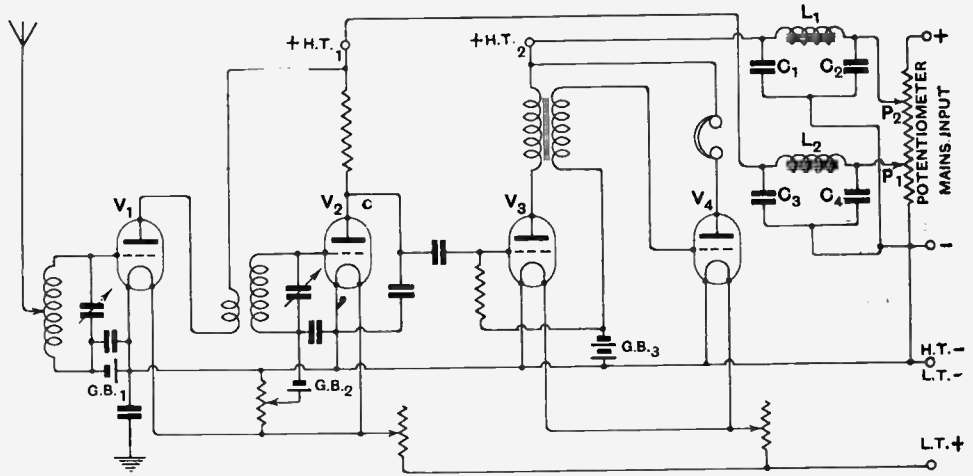 + H.T.1
+ H.T.2
L1
C1
C2
+
P2
L2
P1
C3
C4
POTENTIOMETER
MAINS.INPUT
-
V1
V2
C
V3
V4
G.B.1
G.B.2
G.B.3
H.T.-
L.T.-
L.T.+